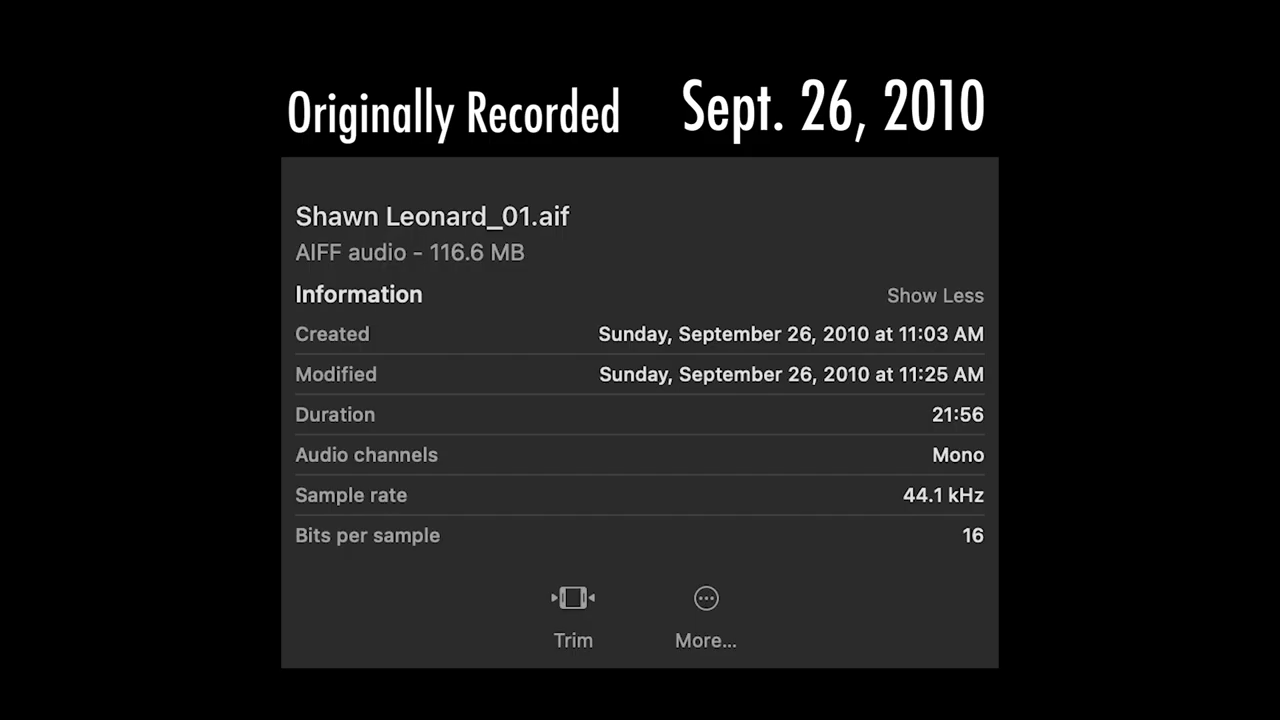 Originally Recorded Sept. 26, 2010
Shawn Leonard_01.aif
AIFF audio - 116.6 MB
Information Show Less
Created Sunday, September 26, 2010 at 11:03 AM
Modified Sunday, September 26, 2010 at 11:25 AM
Duration 21:56
Audio channels Mono
Sample rate 44.1 kHz
Bits per sample 16
Trim More...